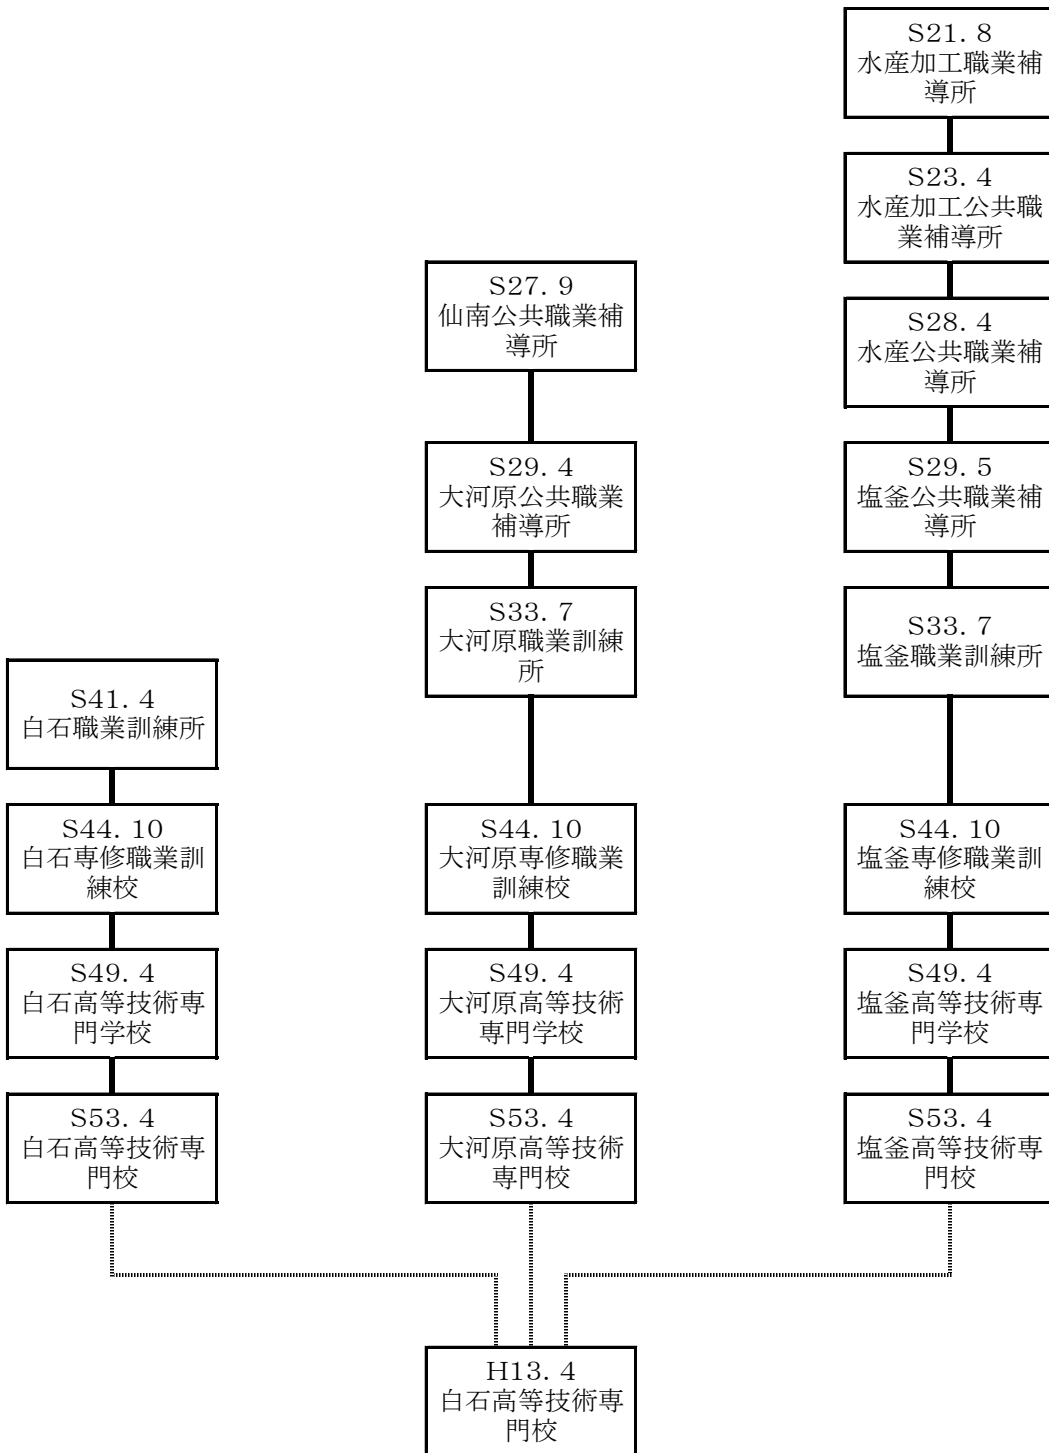 S21．8
水産加工職業補
導所
S23．4
水産加工公共職
業補導所
S27．9
仙南公共職業補
導所
S28．4
水産公共職業補
導所
S29．4
大河原公共職業
補導所
S29．5
塩釜公共職業補
導所
S33．7
大河原職業訓練
所
S33．7
塩釜職業訓練所
S41．4
白石職業訓練所
S44．10
白石専修職業訓
練校
S44．10
大河原専修職業
訓練校
S44．10
塩釜専修職業訓
練校
S49．4
白石高等技術専
門学校
S49．4
大河原高等技術
専門学校
S49．4
塩釜高等技術専
門学校
S53．4
白石高等技術専
門校
S53．4
大河原高等技術
専門校
S53．4
塩釜高等技術専
門校
H13．4
白石高等技術専
門校